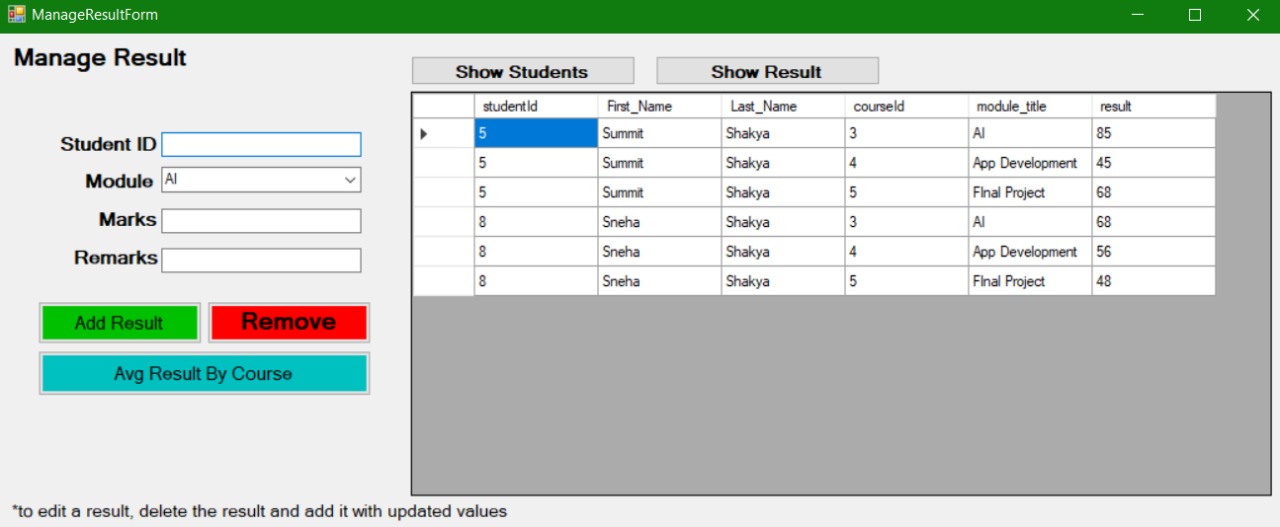 ManageResultForm
Manage Result
Show Students Show Result
studentId First_Name Last_Name courseId module_title result
5 Summit Shakya 3 AI 85
5 Summit Shakya 4 App Development 45
5 Summit Shakya 5 FInal Project 68
8 Sneha Shakya 3 AI 68
8 Sneha Shakya 4 App Development 56
8 Sneha Shakya 5 FInal Project 48
Student ID
Module AI
Marks
Remarks
Add Result Remove
Avg Result By Course
*to edit a result, delete the result and add it with updated values